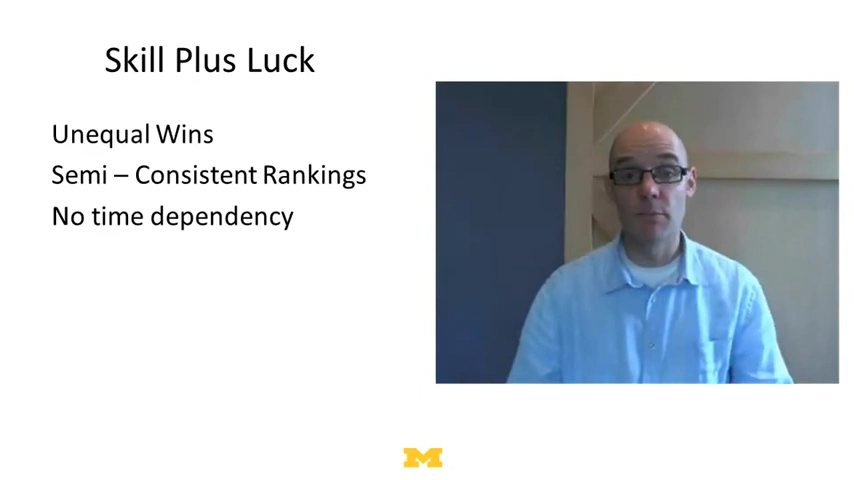 Skill Plus Luck
Unequal Wins
Semi – Consistent Rankings
No time dependency
M